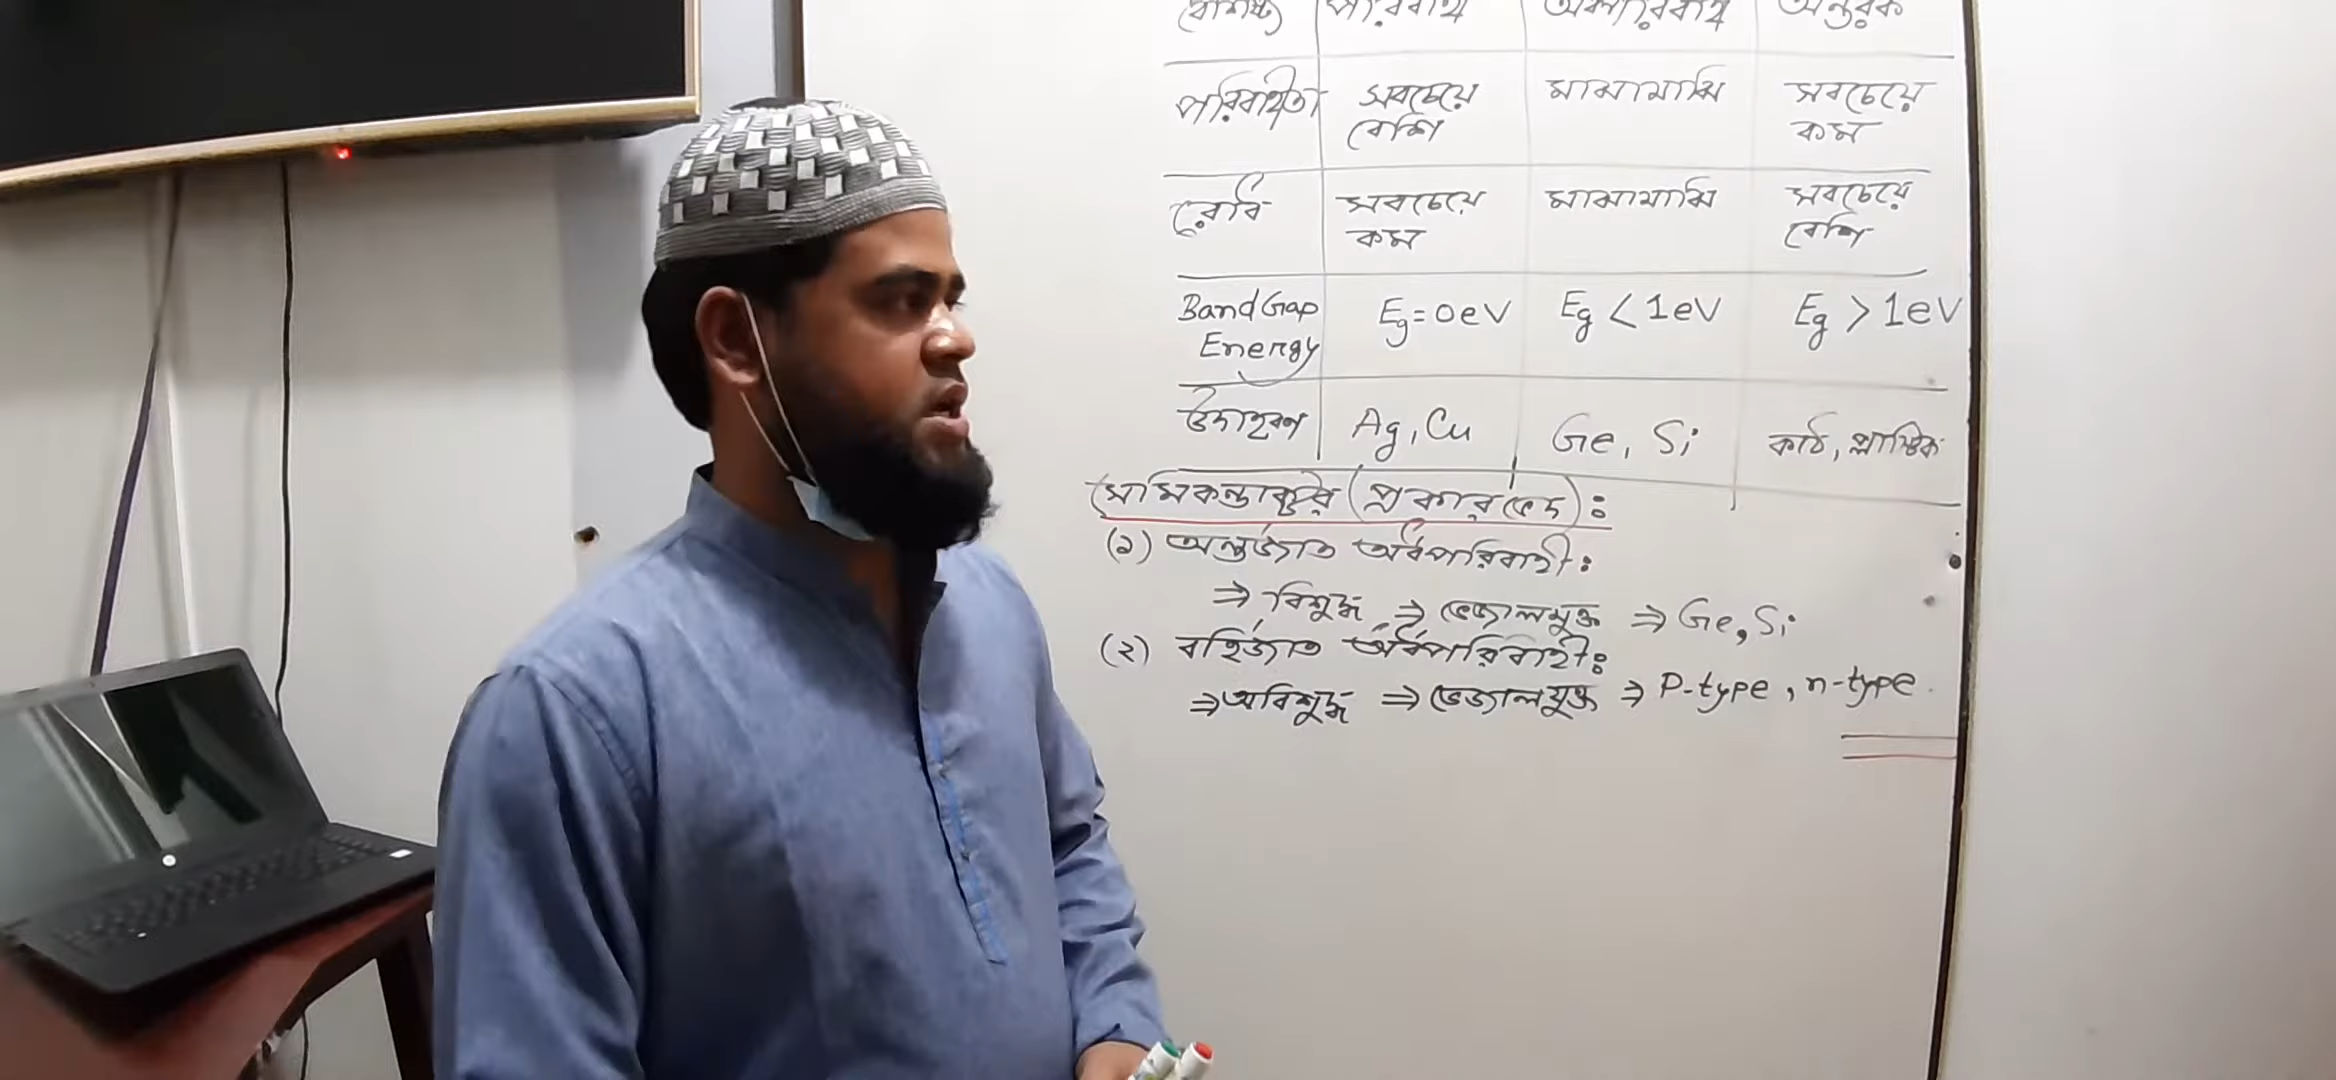 বৈশিষ্ট্য পরিবাহী অর্ধপরিবাহী অন্তরক
পরিবাহীতা সবচেয়ে বেশি মাঝামাঝি সবচেয়ে কম
রোধ সবচেয়ে কম মাঝামাঝি সবচেয়ে বেশি
Band Gap Energy Eg = 0eV Eg < 1eV Eg > 1eV
উদাহরণ Ag, Cu Ge, Si কাঠ, প্লাস্টিক
সেমিকন্ডাক্টর (প্রকারভেদ):
(১) অন্তর্জাত অর্ধপরিবাহী:
⇒ বিশুদ্ধ ⇒ ভেজালমুক্ত ⇒ Ge, Si
(২) বহির্জাত অর্ধপরিবাহী:
⇒ অবিশুদ্ধ ⇒ ভেজালযুক্ত ⇒ P-type, n-type